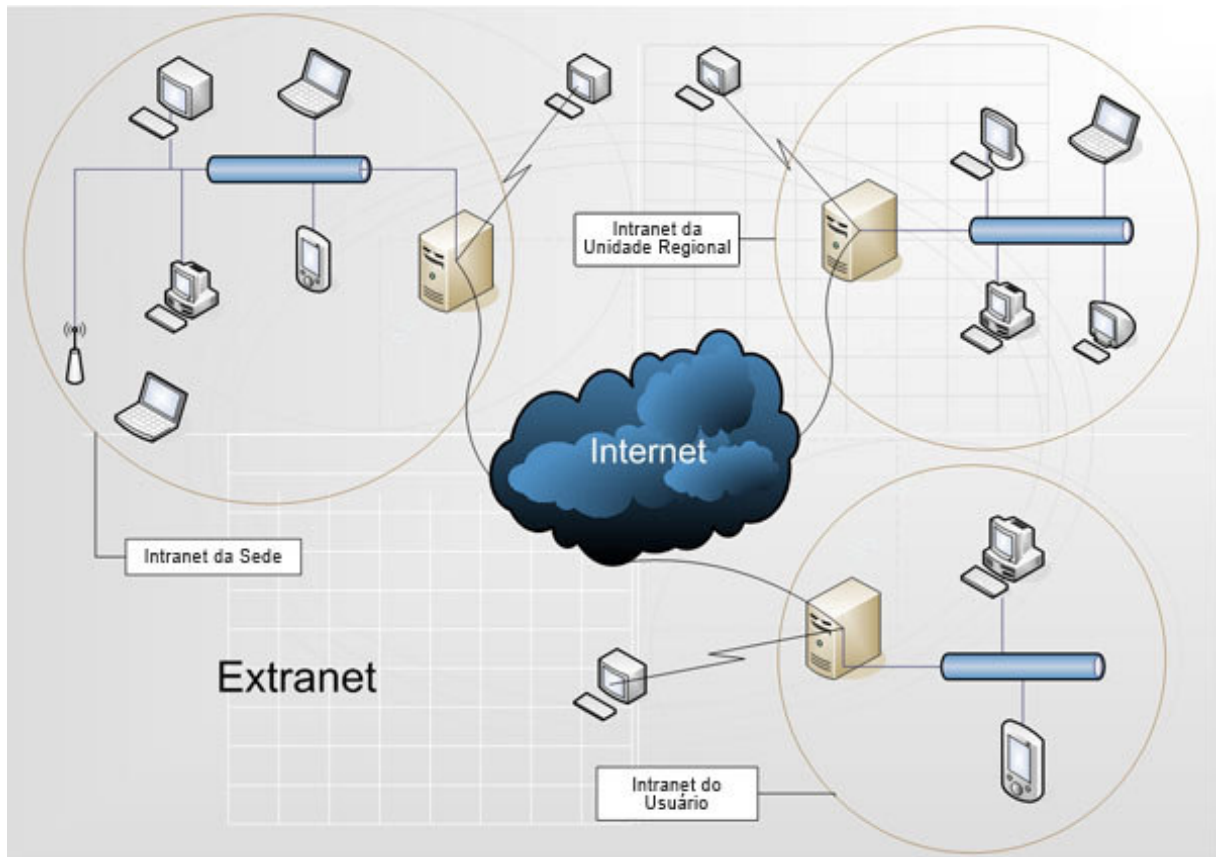 Intranet da
Unidade Regional
Internet
Intranet da Sede
Extranet
Intranet do
Usuário